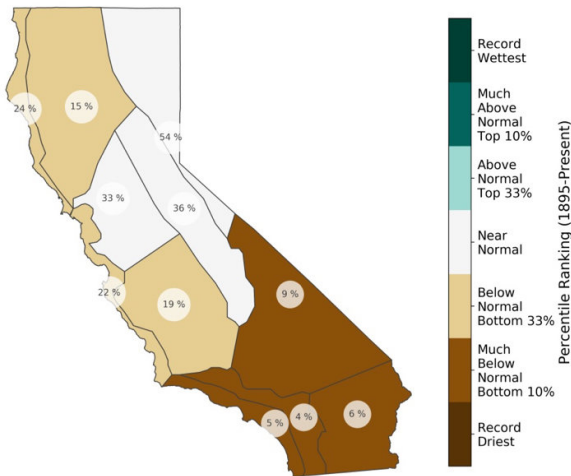 24 %
15 %
54 %
33 %
36 %
22 %
19 %
9 %
5 %
4 %
6 %
Record
Wettest
Much
Above
Normal
Top 10%
Above
Normal
Top 33%
Near
Normal
Below
Normal
Bottom 33%
Much
Below
Normal
Bottom 10%
Record
Driest
Percentile Ranking (1895-Present)